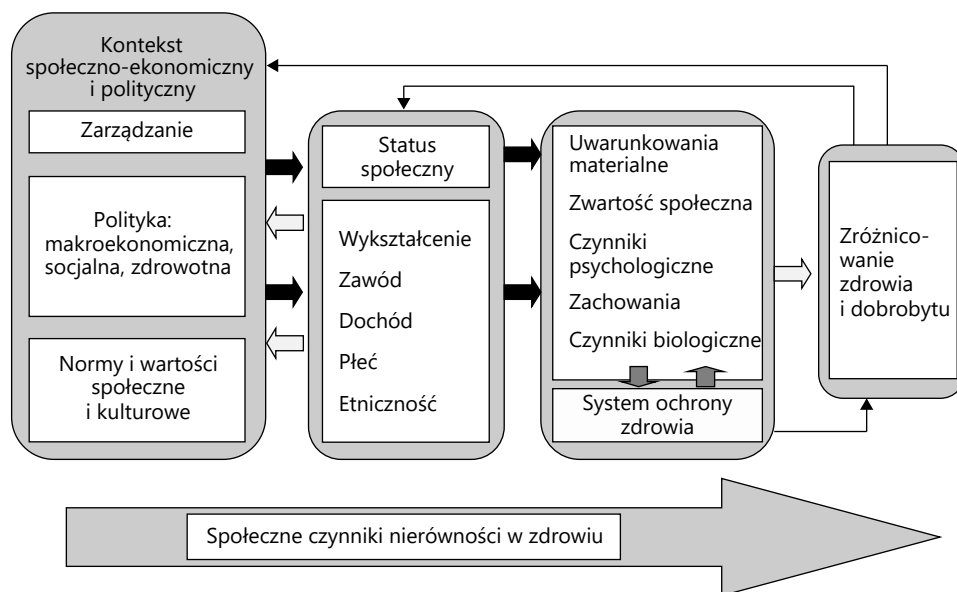 Kontekst
społeczno-ekonomiczny
i polityczny
Zarządzanie
Polityka:
makroekonomiczna,
socjalna, zdrowotna
Normy i wartości
społeczne
i kulturowe
Status
społeczny
Wykształcenie
Zawód
Dochód
Płeć
Etniczność
Uwarunkowania
materialne
Zwartość społeczna
Czynniki
psychologiczne
Zachowania
Czynniki biologiczne
System ochrony
zdrowia
Zróżnico-
wanie
zdrowia
i dobrobytu
Społeczne czynniki nierówności w zdrowiu